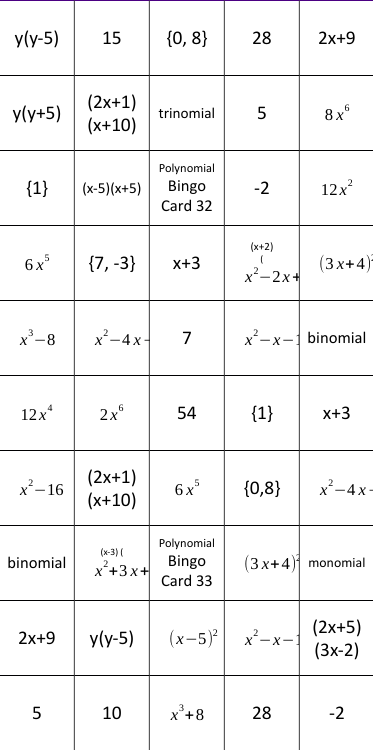 y(y-5) 15 {0, 8} 28 2x+9
y(y+5) (2x+1)(x+10) trinomial 5 8x⁶
{1} (x-5)(x+5) Polynomial Bingo Card 32 -2 12x²
6x⁵ {7, -3} x+3 (x+2)(x²−2x+ (3x+4)²
x³−8 x²−4x− 7 x²−x−1 binomial
12x⁴ 2x⁶ 54 {1} x+3
x²−16 (2x+1)(x+10) 6x⁵ {0,8} x²−4x−
binomial (x-3)(x²+3x+ Polynomial Bingo Card 33 (3x+4)² monomial
2x+9 y(y-5) (x−5)² x²−x−1 (2x+5)(3x-2)
5 10 x³+8 28 -2